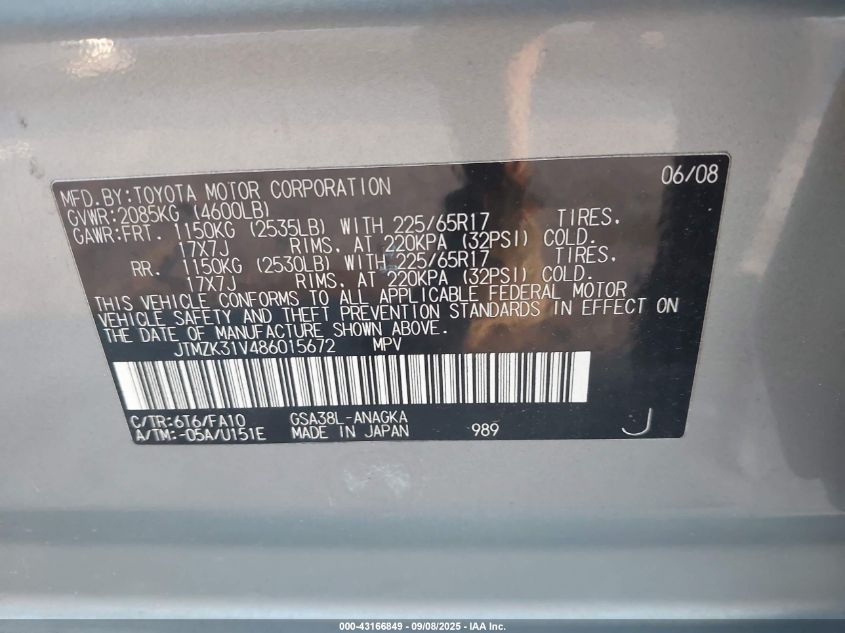 06/08
MFD.BY:TOYOTA MOTOR CORPORATION
GVWR:2085KG (4600LB)
GAWR:FRT. 1150KG (2535LB) WITH 225/65R17 TIRES,
17X7J RIMS, AT 220KPA (32PSI) COLD.
RR. 1150KG (2530LB) WITH 225/65R17 TIRES,
17X7J RIMS, AT 220KPA (32PSI) COLD.
THIS VEHICLE CONFORMS TO ALL APPLICABLE FEDERAL MOTOR
VEHICLE SAFETY AND THEFT PREVENTION STANDARDS IN EFFECT ON
THE DATE OF MANUFACTURE SHOWN ABOVE.
JTMZK31V486015672 MPV
C/TR:6T6/FA10 GSA38L-ANAGKA
A/TM:-05A/U151E MADE IN JAPAN 989 J
000-43166849 - 09/08/2025 - IAA Inc.